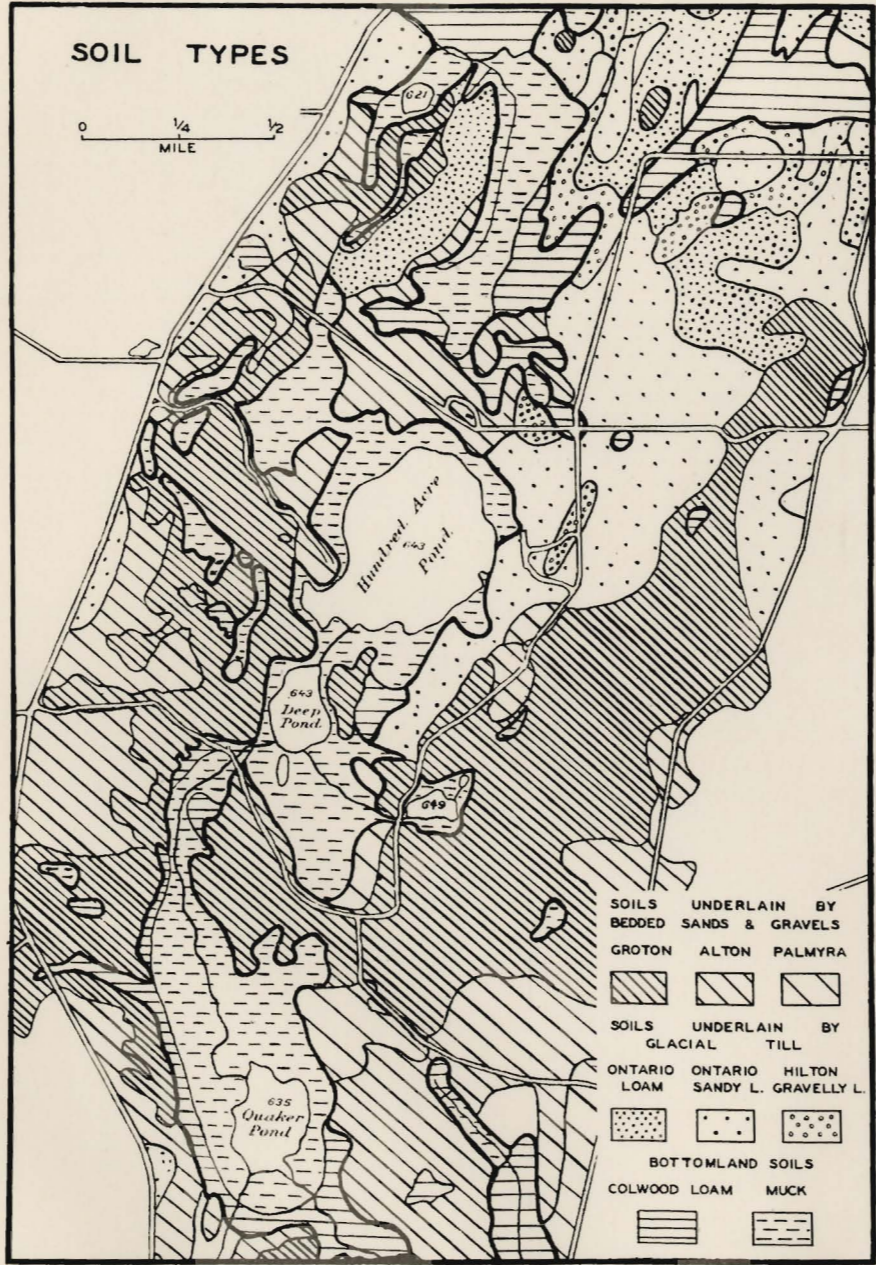 SOIL TYPES
0 1/4 1/2
MILE
621
Hundred Acre
643
Pond
643
Deep
Pond
649
635
Quaker
Pond
SOILS UNDERLAIN BY
BEDDED SANDS & GRAVELS
GROTON ALTON PALMYRA
SOILS UNDERLAIN BY
GLACIAL TILL
ONTARIO ONTARIO HILTON
LOAM SANDY L. GRAVELLY L.
BOTTOMLAND SOILS
COLWOOD LOAM MUCK